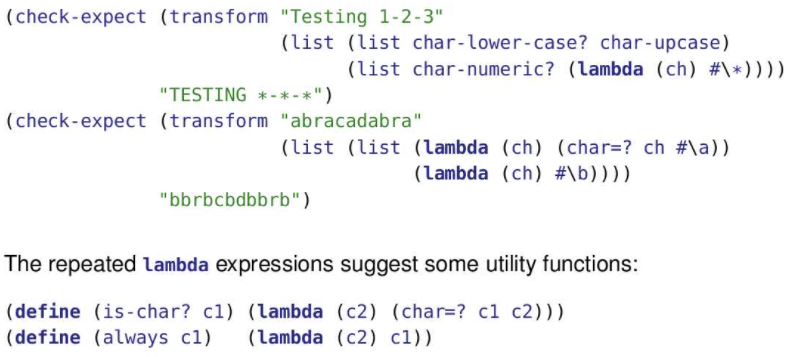 (check-expect (transform "Testing 1-2-3"
(list (list char-lower-case? char-upcase)
(list char-numeric? (lambda (ch) #\*))))
"TESTING *-*-*")
(check-expect (transform "abracadabra"
(list (list (lambda (ch) (char=? ch #\a))
(lambda (ch) #\b))))
"bbrbcbdbbrb")
The repeated lambda expressions suggest some utility functions:
(define (is-char? c1) (lambda (c2) (char=? c1 c2)))
(define (always c1) (lambda (c2) c1))